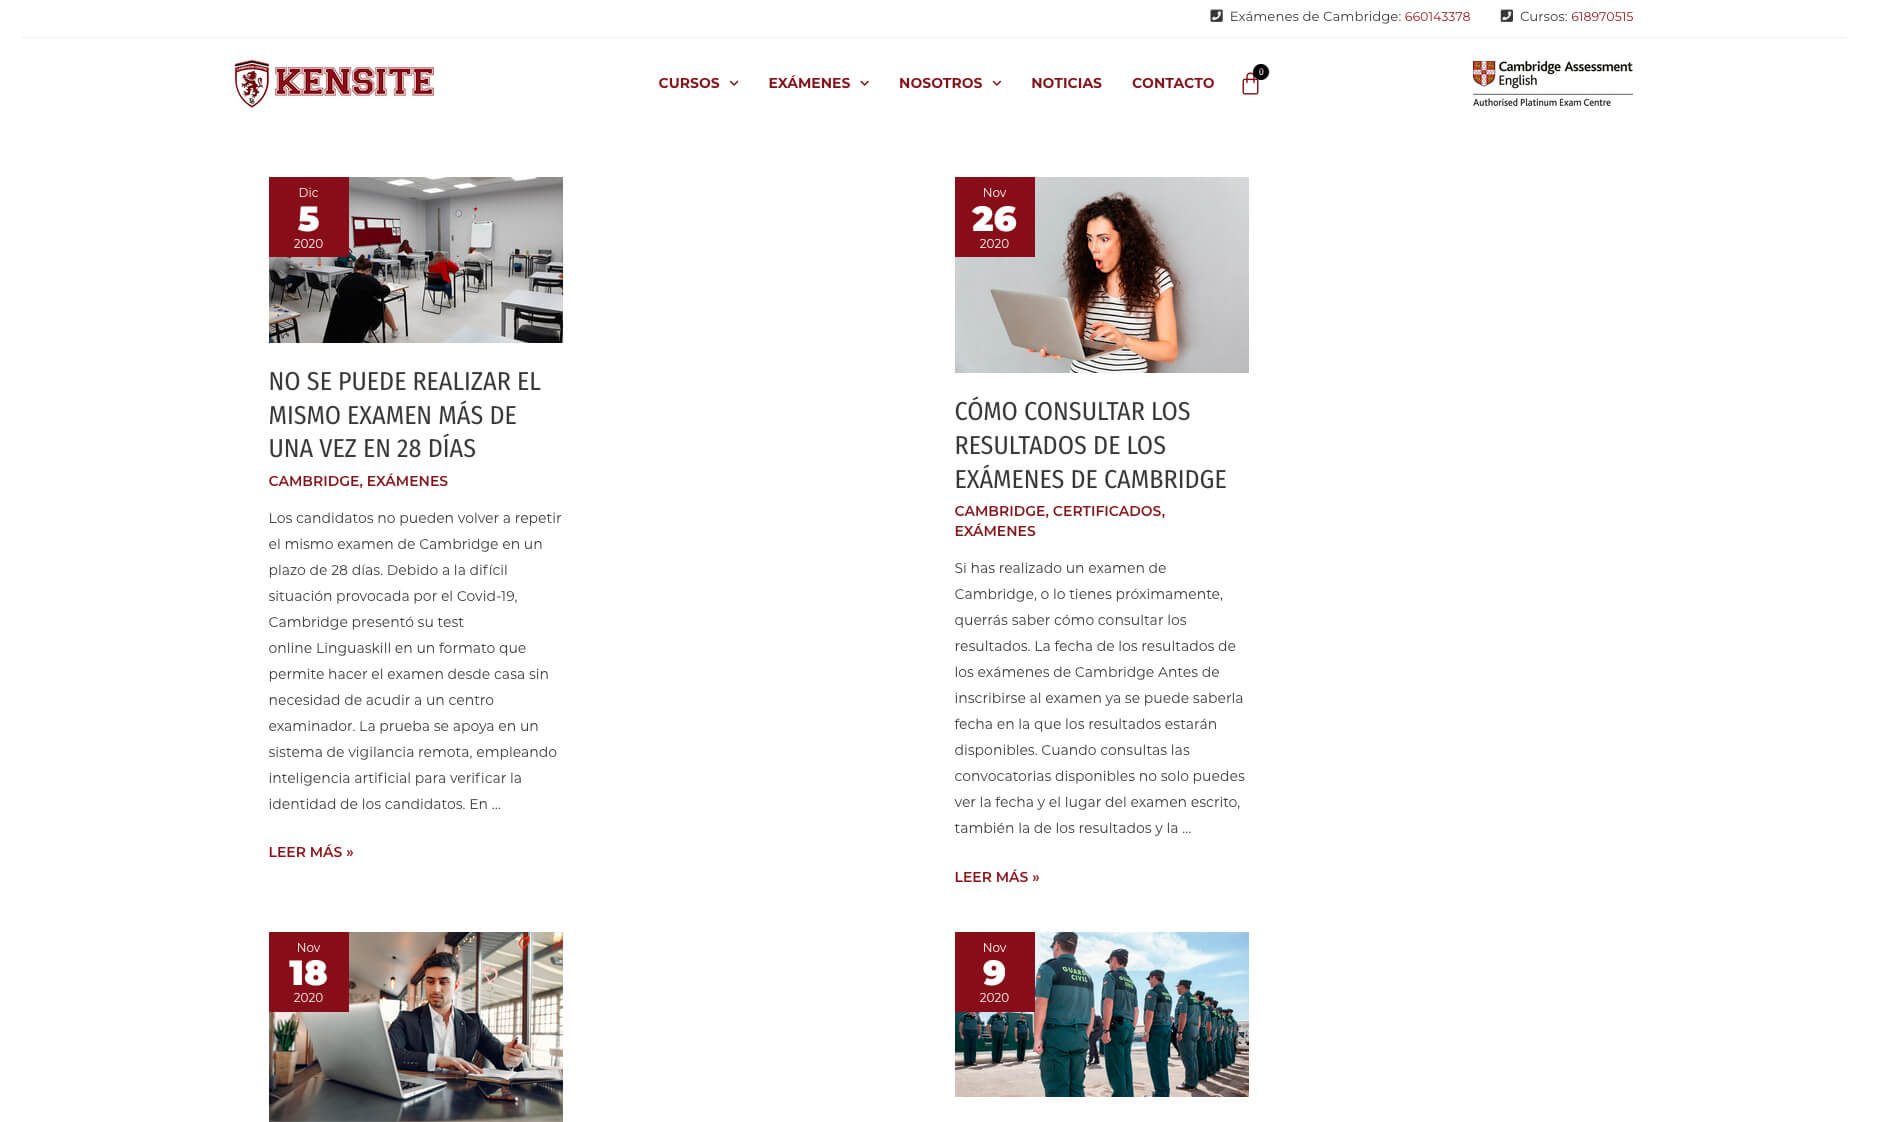 Exámenes de Cambridge: 660143378
Cursos: 618970515
KENSITE
CURSOS
EXÁMENES
NOSOTROS
NOTICIAS
CONTACTO
0
Cambridge Assessment
English
Authorised Platinum Exam Centre
Dic
5
2020
NO SE PUEDE REALIZAR EL
MISMO EXAMEN MÁS DE
UNA VEZ EN 28 DÍAS
CAMBRIDGE, EXÁMENES
Los candidatos no pueden volver a repetir
el mismo examen de Cambridge en un
plazo de 28 días. Debido a la difícil
situación provocada por el Covid-19,
Cambridge presentó su test
online Linguaskill en un formato que
permite hacer el examen desde casa sin
necesidad de acudir a un centro
examinador. La prueba se apoya en un
sistema de vigilancia remota, empleando
inteligencia artificial para verificar la
identidad de los candidatos. En ...
LEER MÁS »
Nov
26
2020
CÓMO CONSULTAR LOS
RESULTADOS DE LOS
EXÁMENES DE CAMBRIDGE
CAMBRIDGE, CERTIFICADOS,
EXÁMENES
Si has realizado un examen de
Cambridge, o lo tienes próximamente,
querrás saber cómo consultar los
resultados. La fecha de los resultados de
los exámenes de Cambridge Antes de
inscribirse al examen ya se puede saberla
fecha en la que los resultados estarán
disponibles. Cuando consultas las
convocatorias disponibles no solo puedes
ver la fecha y el lugar del examen escrito,
también la de los resultados y la ...
LEER MÁS »
Nov
18
2020
Nov
9
2020
GUARDIA
CIVIL